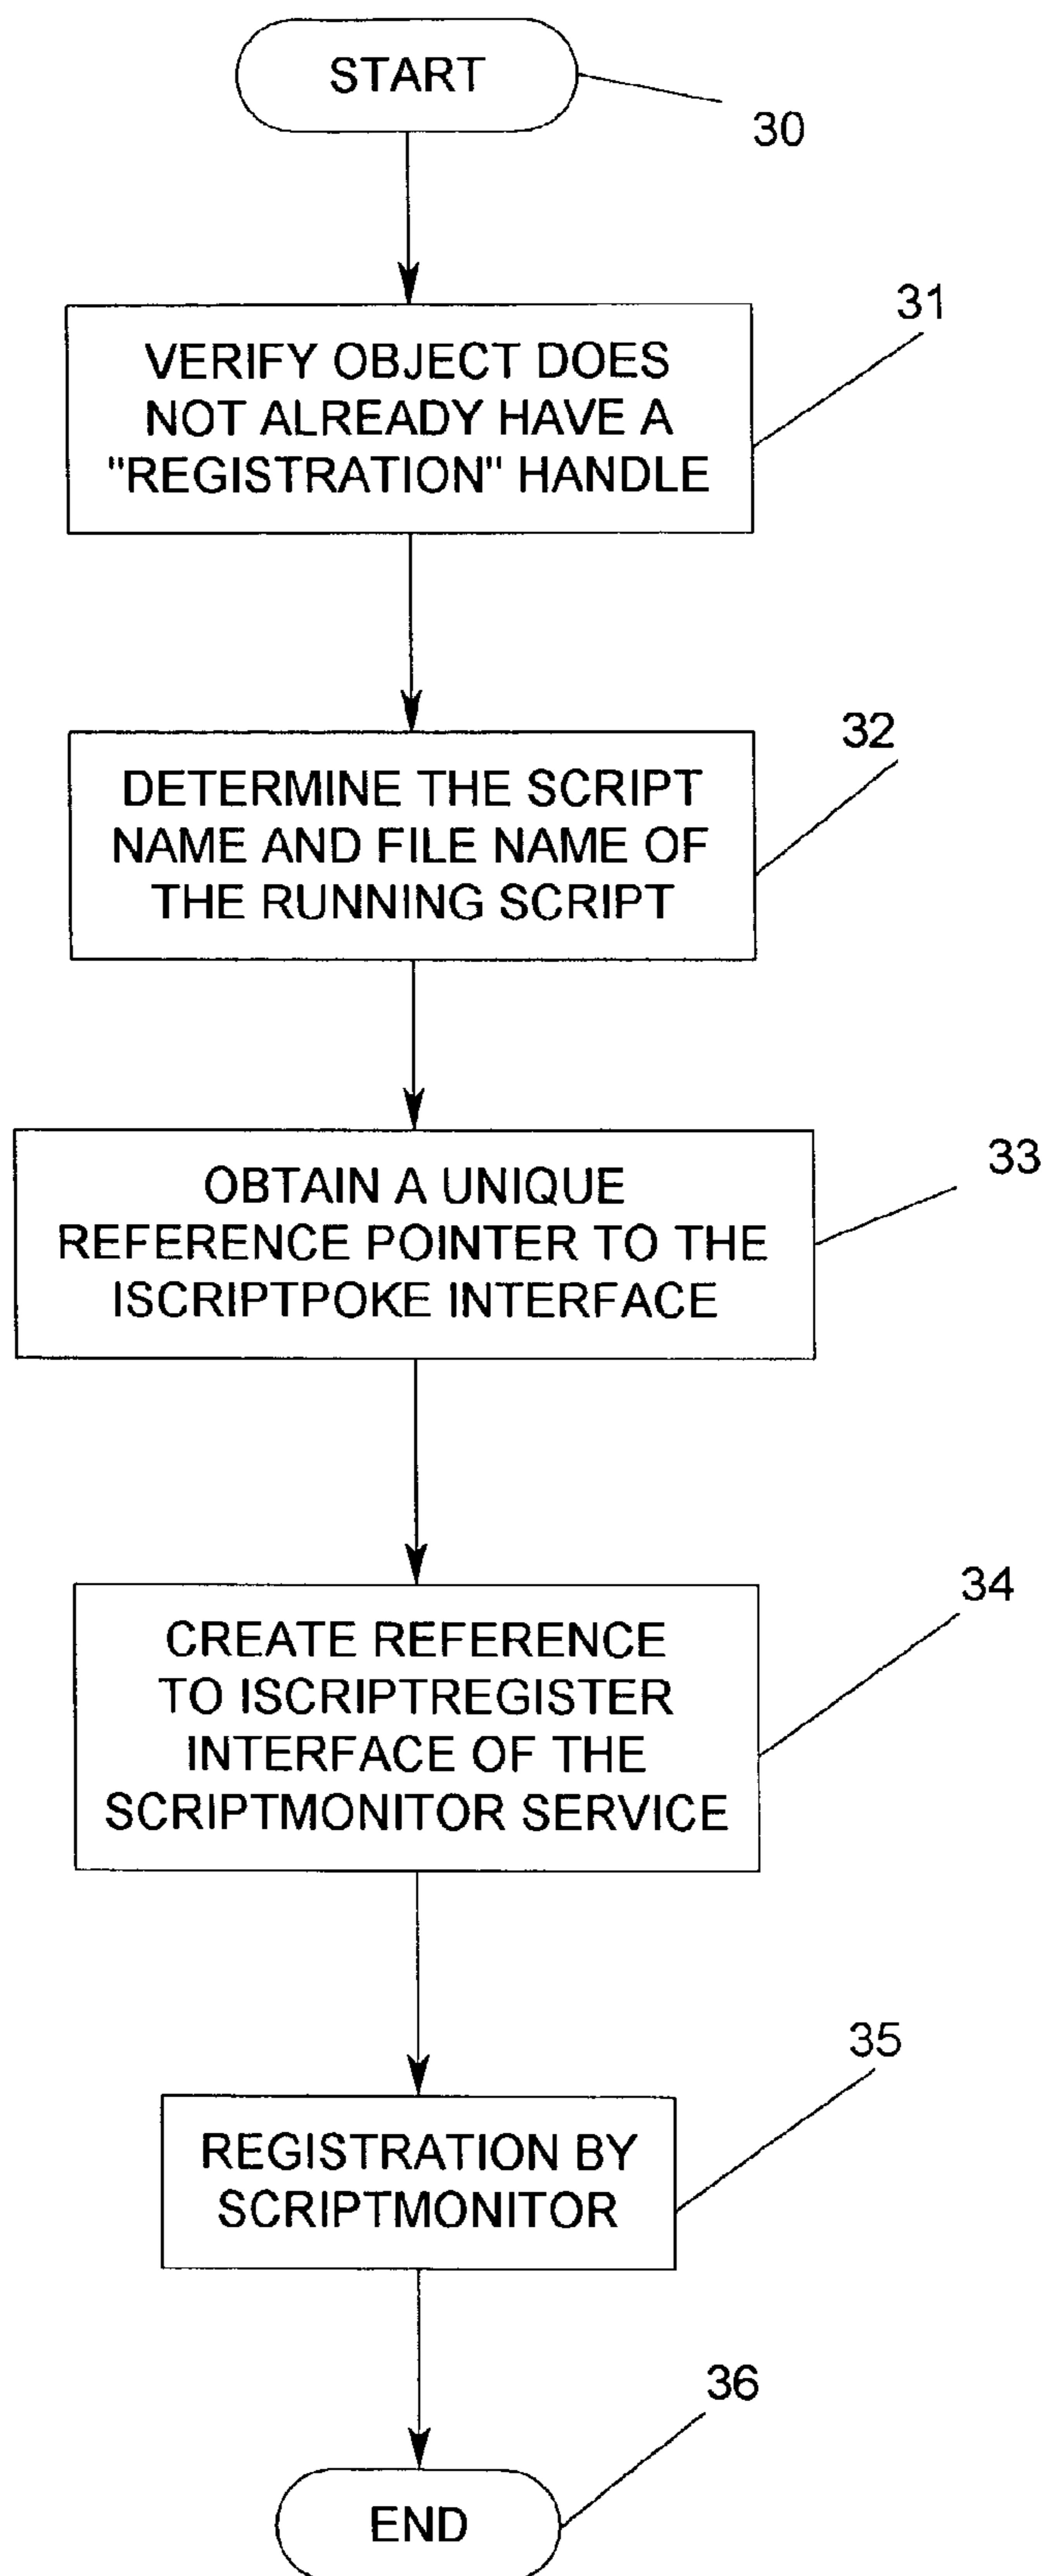 START
30
31
VERIFY OBJECT DOES
NOT ALREADY HAVE A
"REGISTRATION" HANDLE
32
DETERMINE THE SCRIPT
NAME AND FILE NAME OF
THE RUNNING SCRIPT
33
OBTAIN A UNIQUE
REFERENCE POINTER TO THE
ISCRIPTPOKE INTERFACE
34
CREATE REFERENCE
TO ISCRIPTREGISTER
INTERFACE OF THE
SCRIPTMONITOR SERVICE
35
REGISTRATION BY
SCRIPTMONITOR
36
END